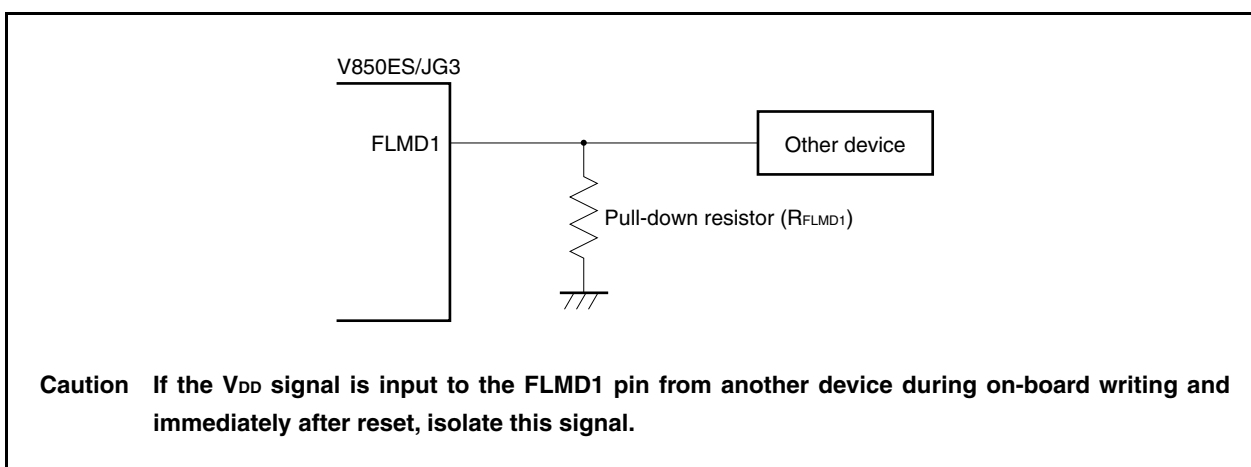 V850ES/JG3
FLMD1
Other device
Pull-down resistor (RFLMD1)
Caution If the VDD signal is input to the FLMD1 pin from another device during on-board writing and
immediately after reset, isolate this signal.